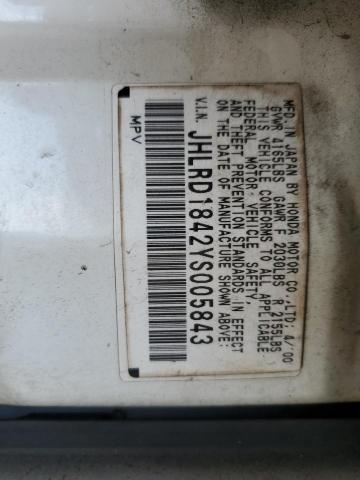 MFD.IN JAPAN BY HONDA MOTOR CO.,LTD; 4/'00
GVWR 4165LBS GAWR F 2030LBS R 2155LBS
THIS VEHICLE CONFORMS TO ALL APPLICABLE
FEDERAL MOTOR VEHICLE SAFETY,
AND THEFT PREVENTION STANDARDS IN EFFECT
ON THE DATE OF MANUFACTURE SHOWN ABOVE:
V.I.N. JHLRD1842YS005843
MPV